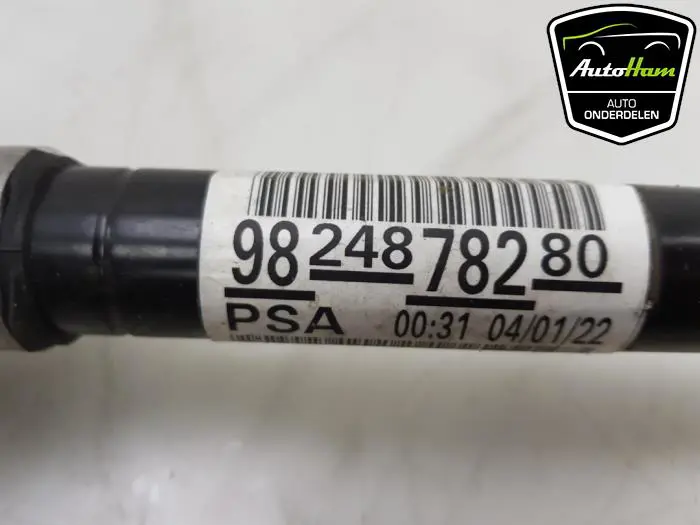 AutoHam
AUTO
ONDERDELEN
98 248 782 80
PSA 00:31 04/01/22